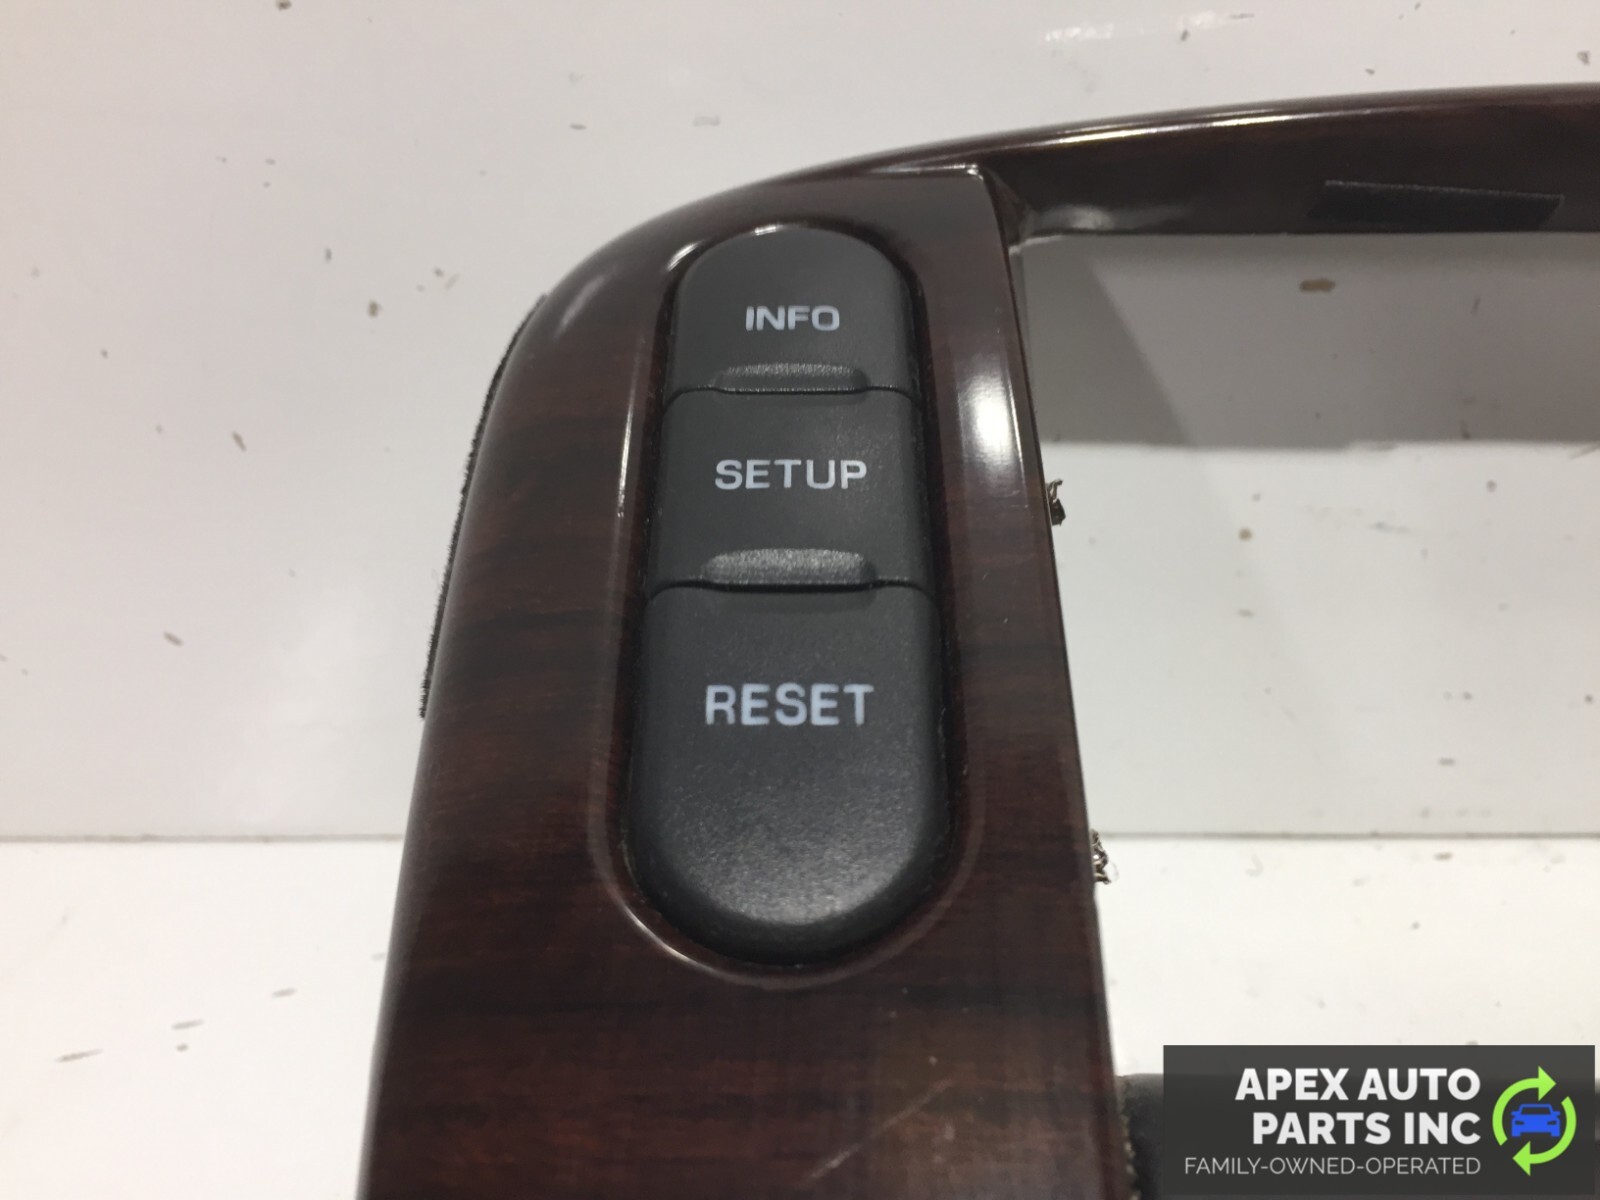 INFO
SETUP
RESET
APEX AUTO
PARTS INC
FAMILY-OWNED-OPERATED